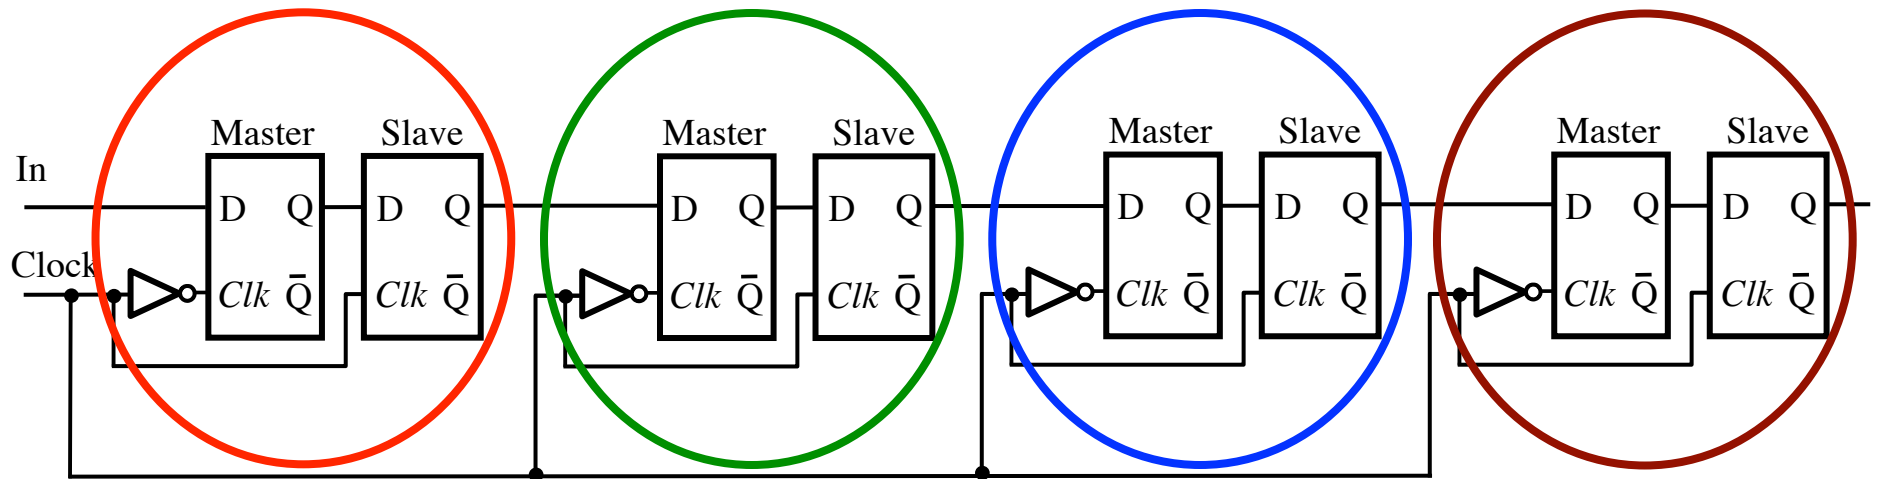 Master Slave Master Slave Master Slave Master Slave
In
D Q D Q D Q D Q D Q D Q D Q D Q
Clock
Clk Q̅ Clk Q̅ Clk Q̅ Clk Q̅ Clk Q̅ Clk Q̅ Clk Q̅ Clk Q̅